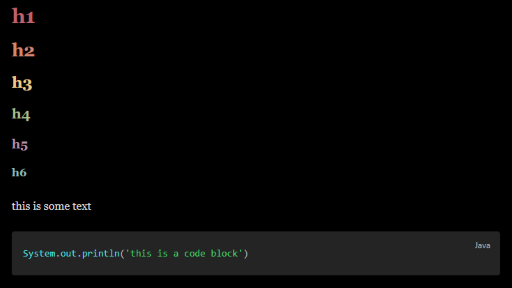 h1
h2
h3
h4
h5
h6
this is some text
Java
System.out.println('this is a code block')